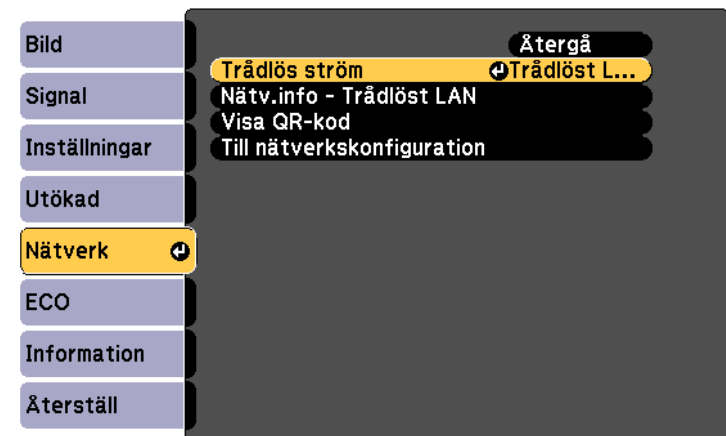 Bild
Signal
Inställningar
Utökad
Nätverk
ECO
Information
Återställ
Återgå
Trådlös ström Trådlöst L...
Nätv.info - Trådlöst LAN
Visa QR-kod
Till nätverkskonfiguration